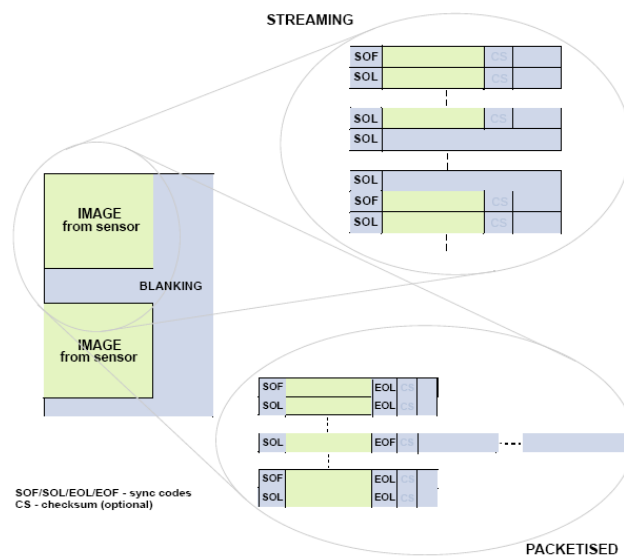 STREAMING
SOF CS
SOL CS
SOL CS
SOL
SOL
SOF CS
SOL CS
IMAGE
from sensor
BLANKING
IMAGE
from sensor
SOF EOL CS
SOL EOL CS
SOL EOF CS
SOF EOL CS
SOL EOL CS
SOF/SOL/EOL/EOF - sync codes
CS - checksum (optional)
PACKETISED